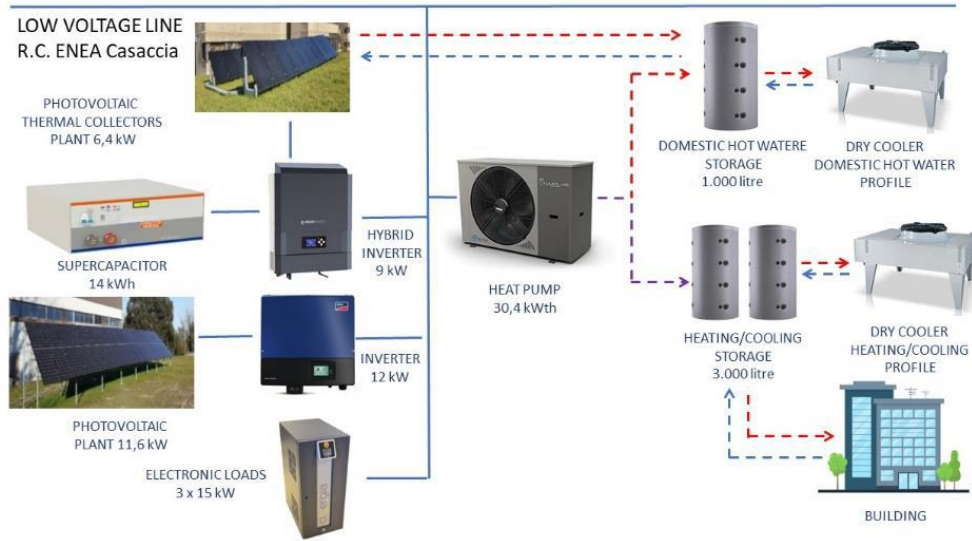 LOW VOLTAGE LINE
R.C. ENEA Casaccia
PHOTOVOLTAIC
THERMAL COLLECTORS
PLANT 6,4 kW
SUPERCAPACITOR
14 kWh
HYBRID
INVERTER
9 kW
PHOTOVOLTAIC
PLANT 11,6 kW
INVERTER
12 kW
ELECTRONIC LOADS
3 x 15 kW
HEAT PUMP
30,4 kWth
DOMESTIC HOT WATERE
STORAGE
1.000 litre
DRY COOLER
DOMESTIC HOT WATER
PROFILE
HEATING/COOLING
STORAGE
3.000 litre
DRY COOLER
HEATING/COOLING
PROFILE
BUILDING